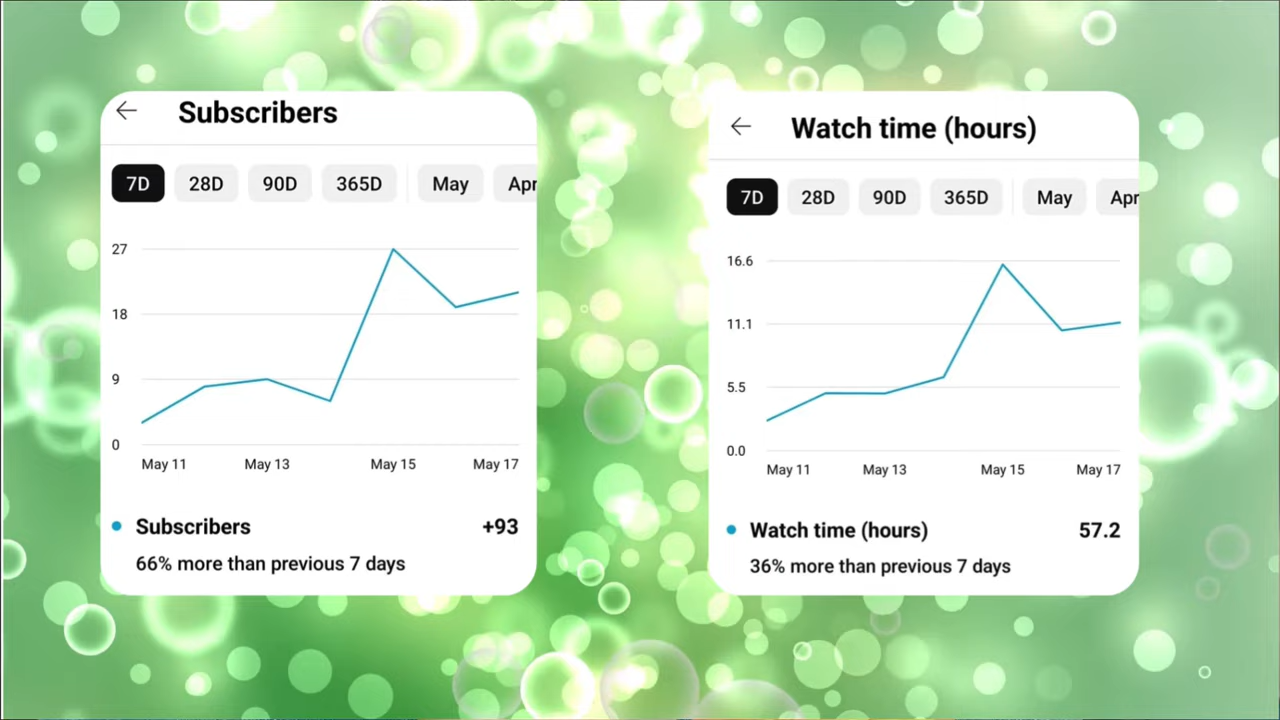 Subscribers
7D 28D 90D 365D May Apr
27
18
9
0
May 11 May 13 May 15 May 17
Subscribers +93
66% more than previous 7 days
Watch time (hours)
7D 28D 90D 365D May Apr
16.6
11.1
5.5
0.0
May 11 May 13 May 15 May 17
Watch time (hours) 57.2
36% more than previous 7 days